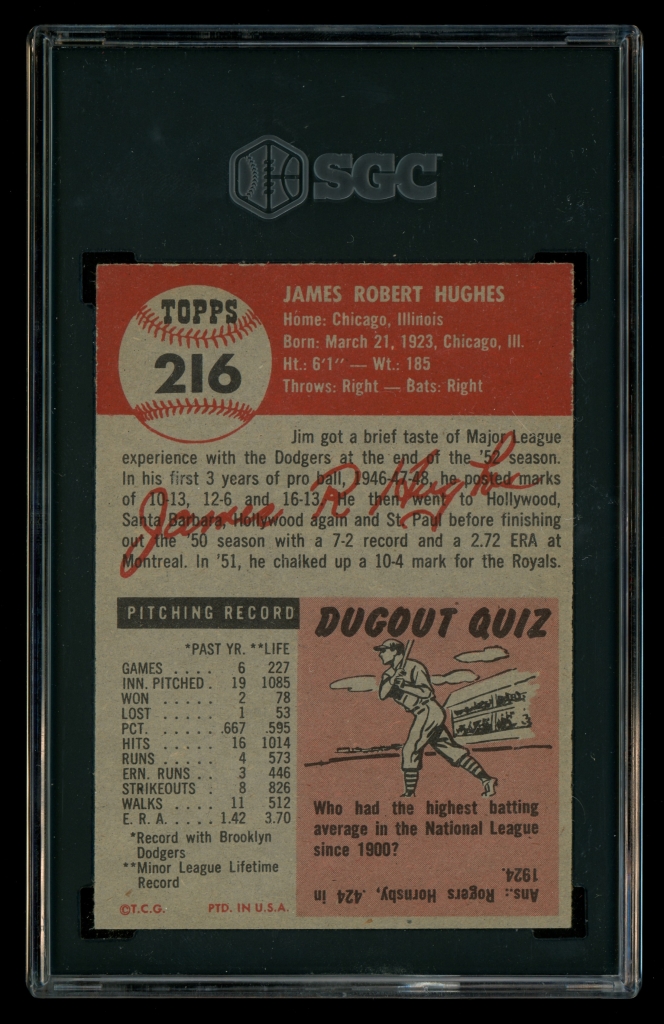 SGC
TOPPS
216
JAMES ROBERT HUGHES
Home: Chicago, Illinois
Born: March 21, 1923, Chicago, Ill.
Ht.: 6'1" — Wt.: 185
Throws: Right — Bats: Right
Jim got a brief taste of Major League
experience with the Dodgers at the end of the '52 season.
In his first 3 years of pro ball, 1946-47-48, he posted marks
of 10-13, 12-6 and 16-13. He then went to Hollywood,
Santa Barbara, Hollywood again and St. Paul before finishing
out the '50 season with a 7-2 record and a 2.72 ERA at
Montreal. In '51, he chalked up a 10-4 mark for the Royals.
James R Hughes
PITCHING RECORD
*PAST YR. **LIFE
GAMES . . . . 6 227
INN. PITCHED . 19 1085
WON . . . . . 2 78
LOST . . . . . 1 53
PCT. . . . . . .667 .595
HITS . . . . . 16 1014
RUNS . . . . . 4 573
ERN. RUNS . . 3 446
STRIKEOUTS . 8 826
WALKS . . . . 11 512
E. R. A. . . . . 1.42 3.70
*Record with Brooklyn
Dodgers
**Minor League Lifetime
Record
©T.C.G. PTD. IN U.S.A.
DUGOUT QUIZ
Who had the highest batting
average in the National League
since 1900?
Ans.: Rogers Hornsby, .424 in
1924.